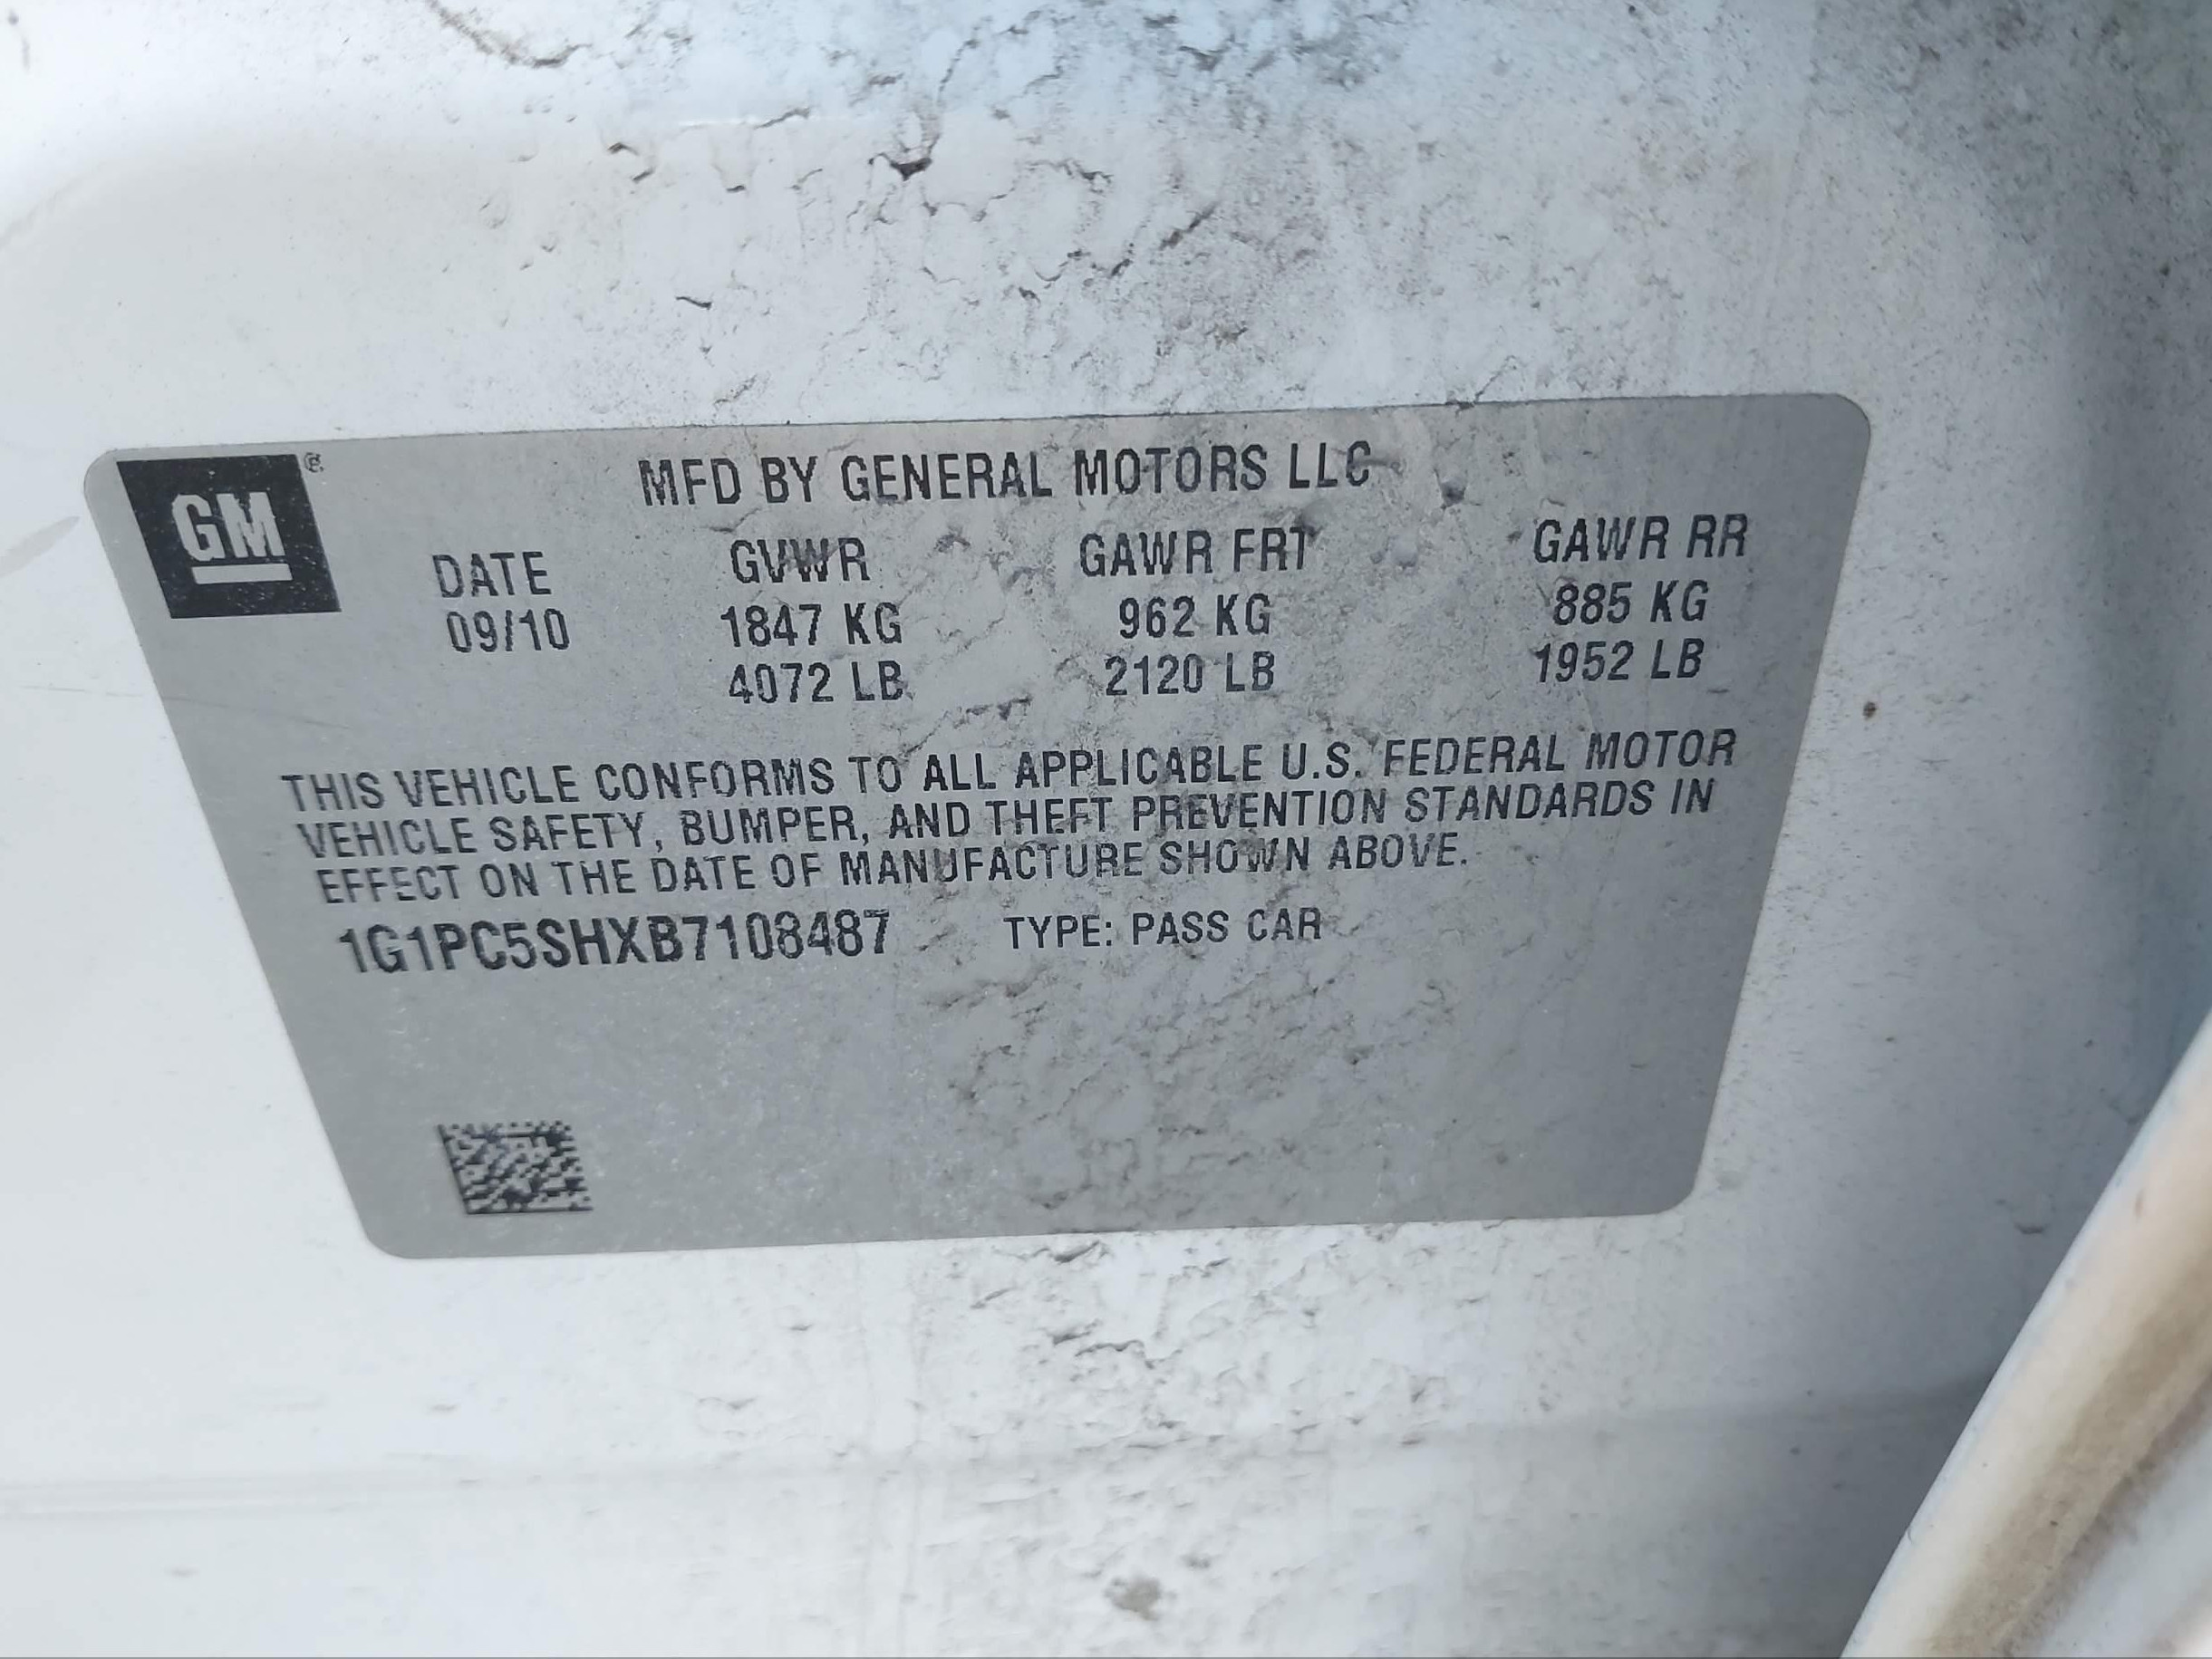 GM
MFD BY GENERAL MOTORS LLC
DATE GVWR GAWR FRT GAWR RR
09/10 1847 KG 962 KG 885 KG
4072 LB 2120 LB 1952 LB
THIS VEHICLE CONFORMS TO ALL APPLICABLE U.S. FEDERAL MOTOR
VEHICLE SAFETY, BUMPER, AND THEFT PREVENTION STANDARDS IN
EFFECT ON THE DATE OF MANUFACTURE SHOWN ABOVE.
1G1PC5SHXB7108487 TYPE: PASS CAR